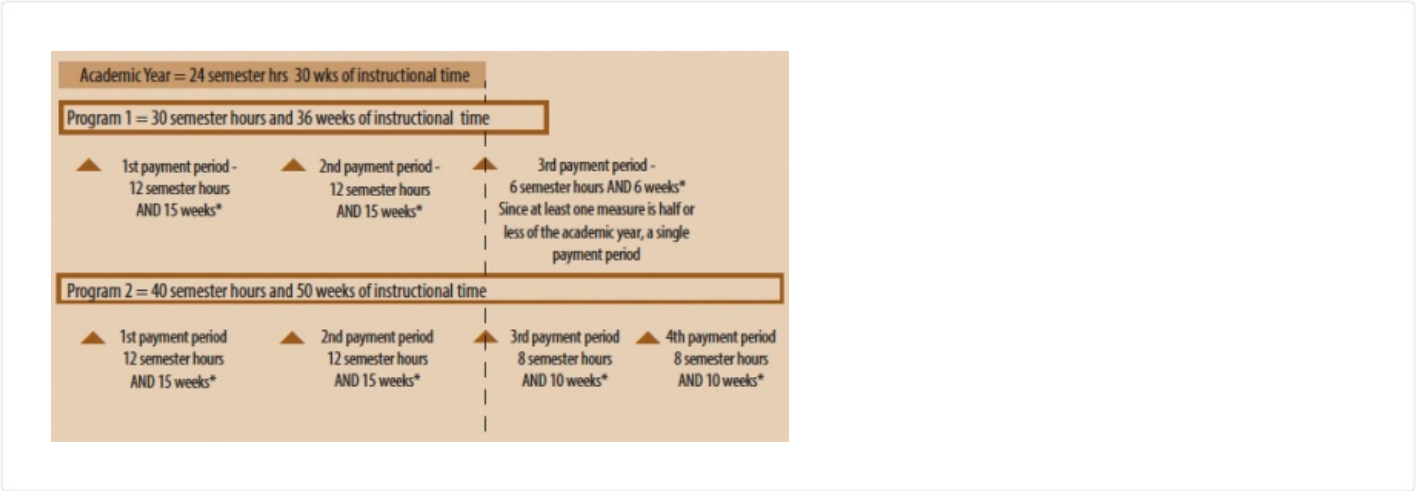 Academic Year = 24 semester hrs 30 wks of instructional time
Program 1 = 30 semester hours and 36 weeks of instructional time
1st payment period -
12 semester hours
AND 15 weeks*
2nd payment period -
12 semester hours
AND 15 weeks*
3rd payment period -
6 semester hours AND 6 weeks*
Since at least one measure is half or
less of the academic year, a single
payment period
Program 2 = 40 semester hours and 50 weeks of instructional time
1st payment period
12 semester hours
AND 15 weeks*
2nd payment period
12 semester hours
AND 15 weeks*
3rd payment period
8 semester hours
AND 10 weeks*
4th payment period
8 semester hours
AND 10 weeks*